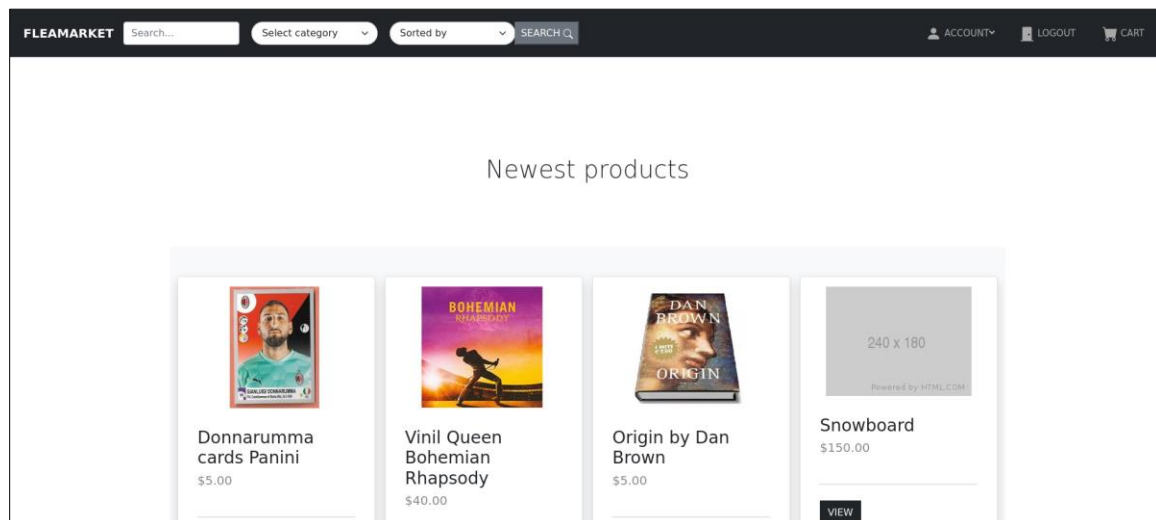 FLEAMARKET Search... Select category Sorted by SEARCH ACCOUNT LOGOUT CART
Newest products
BOHEMIAN
RHAPSODY
DAN
BROWN
ORIGIN
240 x 180
Powered by HTML.COM
GIANLUIGI DONNARUMMA
Donnarumma
cards Panini
$5.00
Vinil Queen
Bohemian
Rhapsody
$40.00
Origin by Dan
Brown
$5.00
Snowboard
$150.00
VIEW